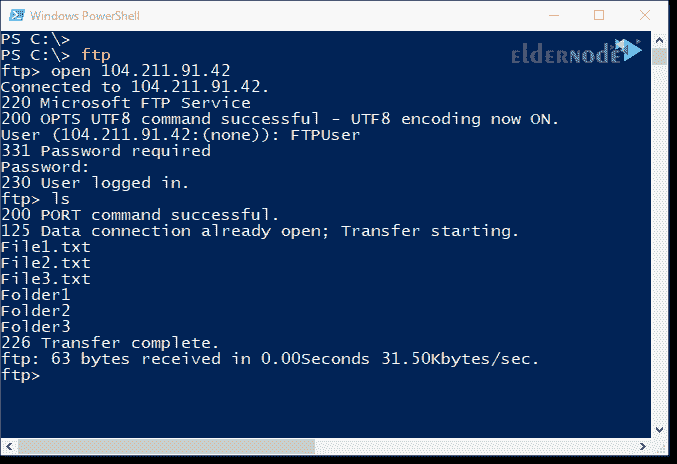 Windows PowerShell
PS C:\>
PS C:\> ftp
ftp> open 104.211.91.42
Connected to 104.211.91.42.
220 Microsoft FTP Service
200 OPTS UTF8 command successful - UTF8 encoding now ON.
User (104.211.91.42:(none)): FTPUser
331 Password required
Password:
230 User logged in.
ftp> ls
200 PORT command successful.
125 Data connection already open; Transfer starting.
File1.txt
File2.txt
File3.txt
Folder1
Folder2
Folder3
226 Transfer complete.
ftp: 63 bytes received in 0.00Seconds 31.50Kbytes/sec.
ftp>
eldernode